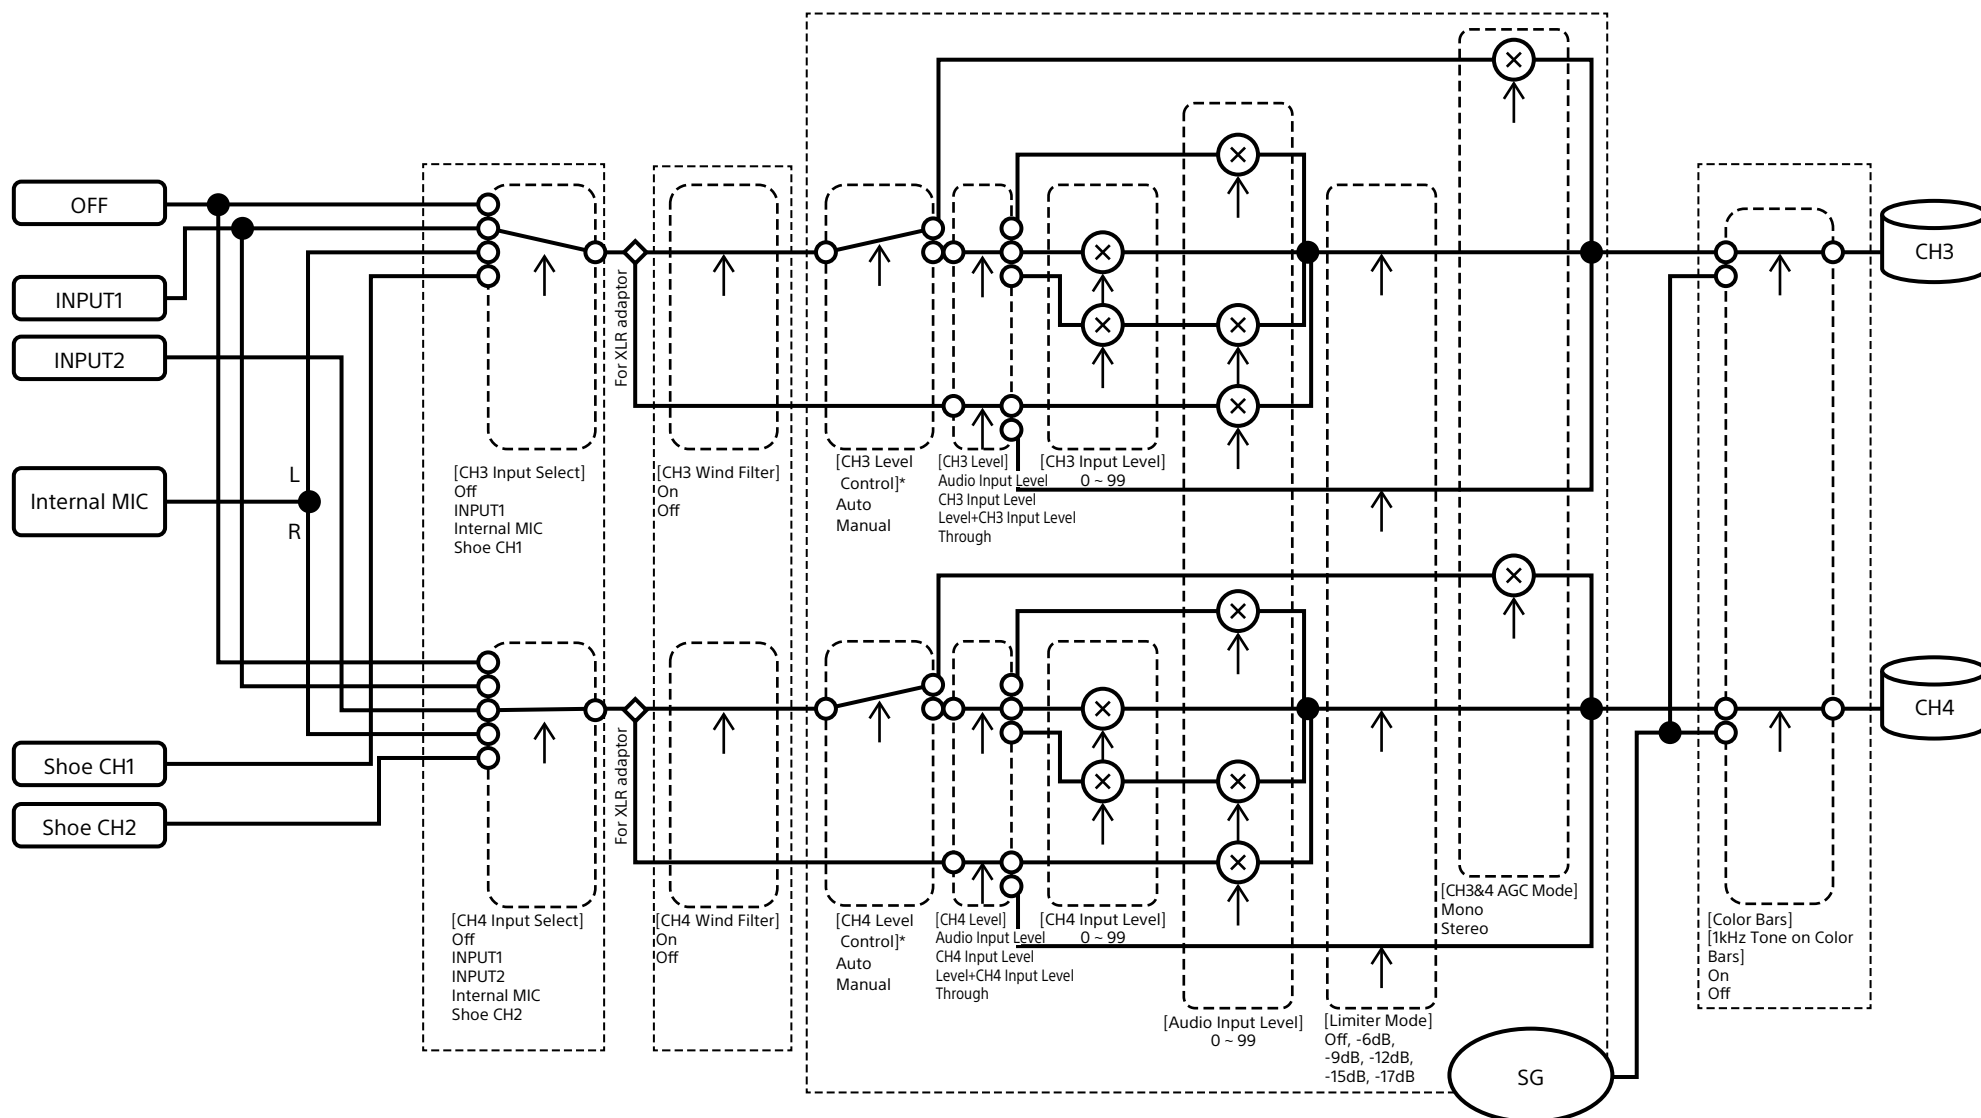 OFF
INPUT1
INPUT2
Internal MIC
L
R
Shoe CH1
Shoe CH2
[CH3 Input Select]
Off
INPUT1
Internal MIC
Shoe CH1
For XLR adaptor
[CH3 Wind Filter]
On
Off
[CH3 Level
Control]*
Auto
Manual
[CH3 Level]
Audio Input Level
CH3 Input Level
Level+CH3 Input Level
Through
[CH3 Input Level]
0 ~ 99
CH3
[CH4 Input Select]
Off
INPUT1
INPUT2
Internal MIC
Shoe CH2
For XLR adaptor
[CH4 Wind Filter]
On
Off
[CH4 Level
Control]*
Auto
Manual
[CH4 Level]
Audio Input Level
CH4 Input Level
Level+CH4 Input Level
Through
[CH4 Input Level]
0 ~ 99
[Audio Input Level]
0 ~ 99
[Limiter Mode]
Off, -6dB,
-9dB, -12dB,
-15dB, -17dB
[CH3&4 AGC Mode]
Mono
Stereo
SG
[Color Bars]
[1kHz Tone on Color
Bars]
On
Off
CH4